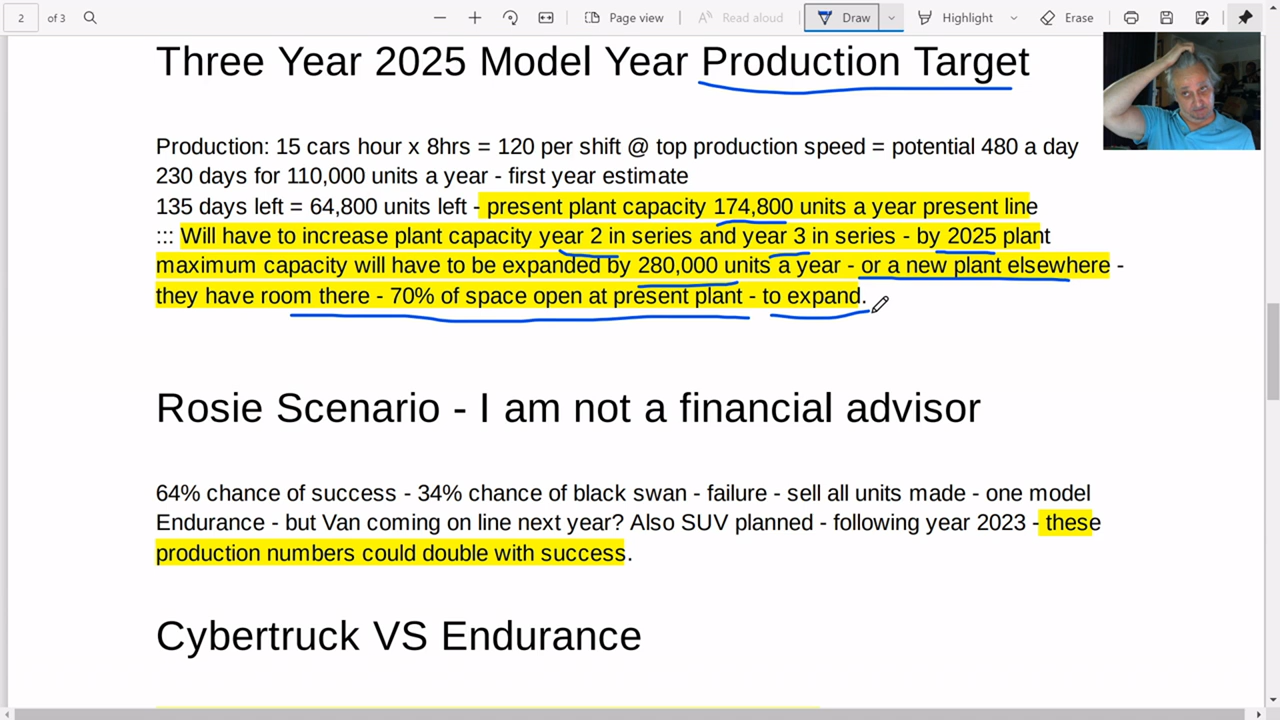 2 of 3 Page view Read aloud Draw Highlight Erase
Three Year 2025 Model Year Production Target
Production: 15 cars hour x 8hrs = 120 per shift @ top production speed = potential 480 a day
230 days for 110,000 units a year - first year estimate
135 days left = 64,800 units left - present plant capacity 174,800 units a year present line
::: Will have to increase plant capacity year 2 in series and year 3 in series - by 2025 plant
maximum capacity will have to be expanded by 280,000 units a year - or a new plant elsewhere -
they have room there - 70% of space open at present plant - to expand.
Rosie Scenario - I am not a financial advisor
64% chance of success - 34% chance of black swan - failure - sell all units made - one model
Endurance - but Van coming on line next year? Also SUV planned - following year 2023 - these
production numbers could double with success.
Cybertruck VS Endurance